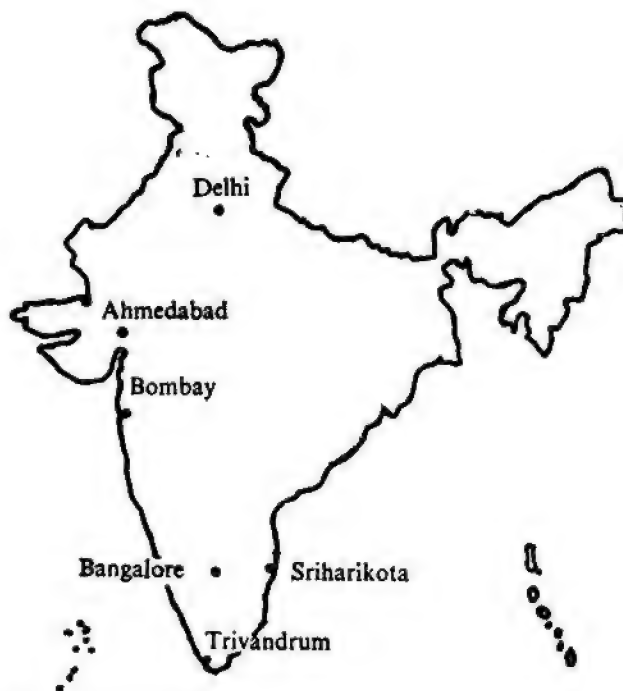 Delhi
Ahmedabad
Bombay
Bangalore
Sriharikota
Trivandrum